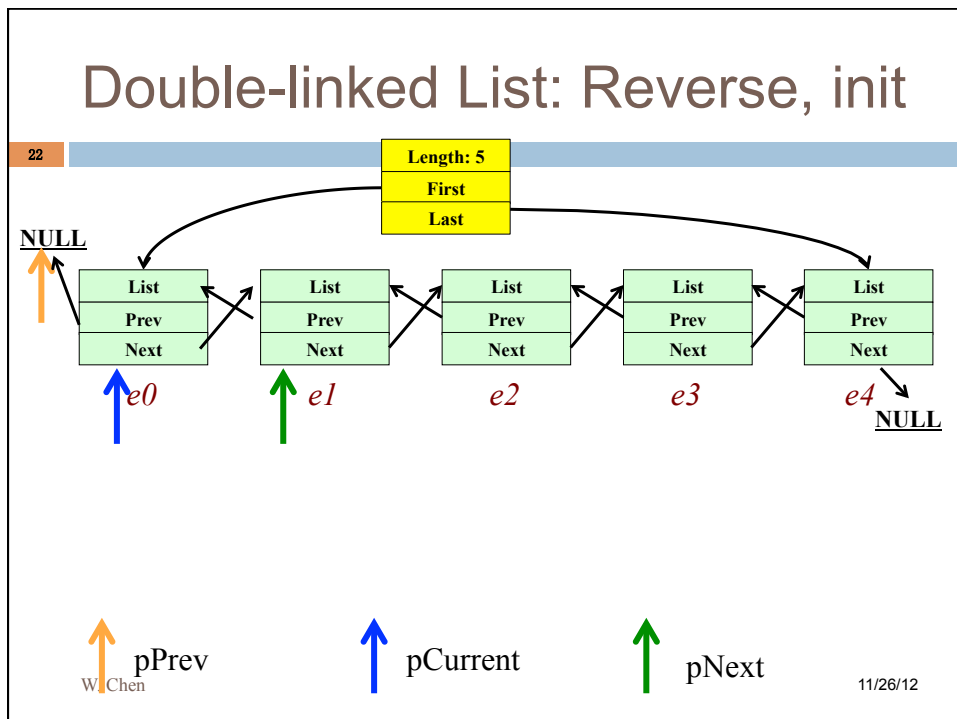 Double-linked List: Reverse, init
22
Length: 5
First
Last
NULL
List
Prev
Next
List
Prev
Next
List
Prev
Next
List
Prev
Next
List
Prev
Next
e0
e1
e2
e3
e4
NULL
pPrev
pCurrent
pNext
W. Chen
11/26/12